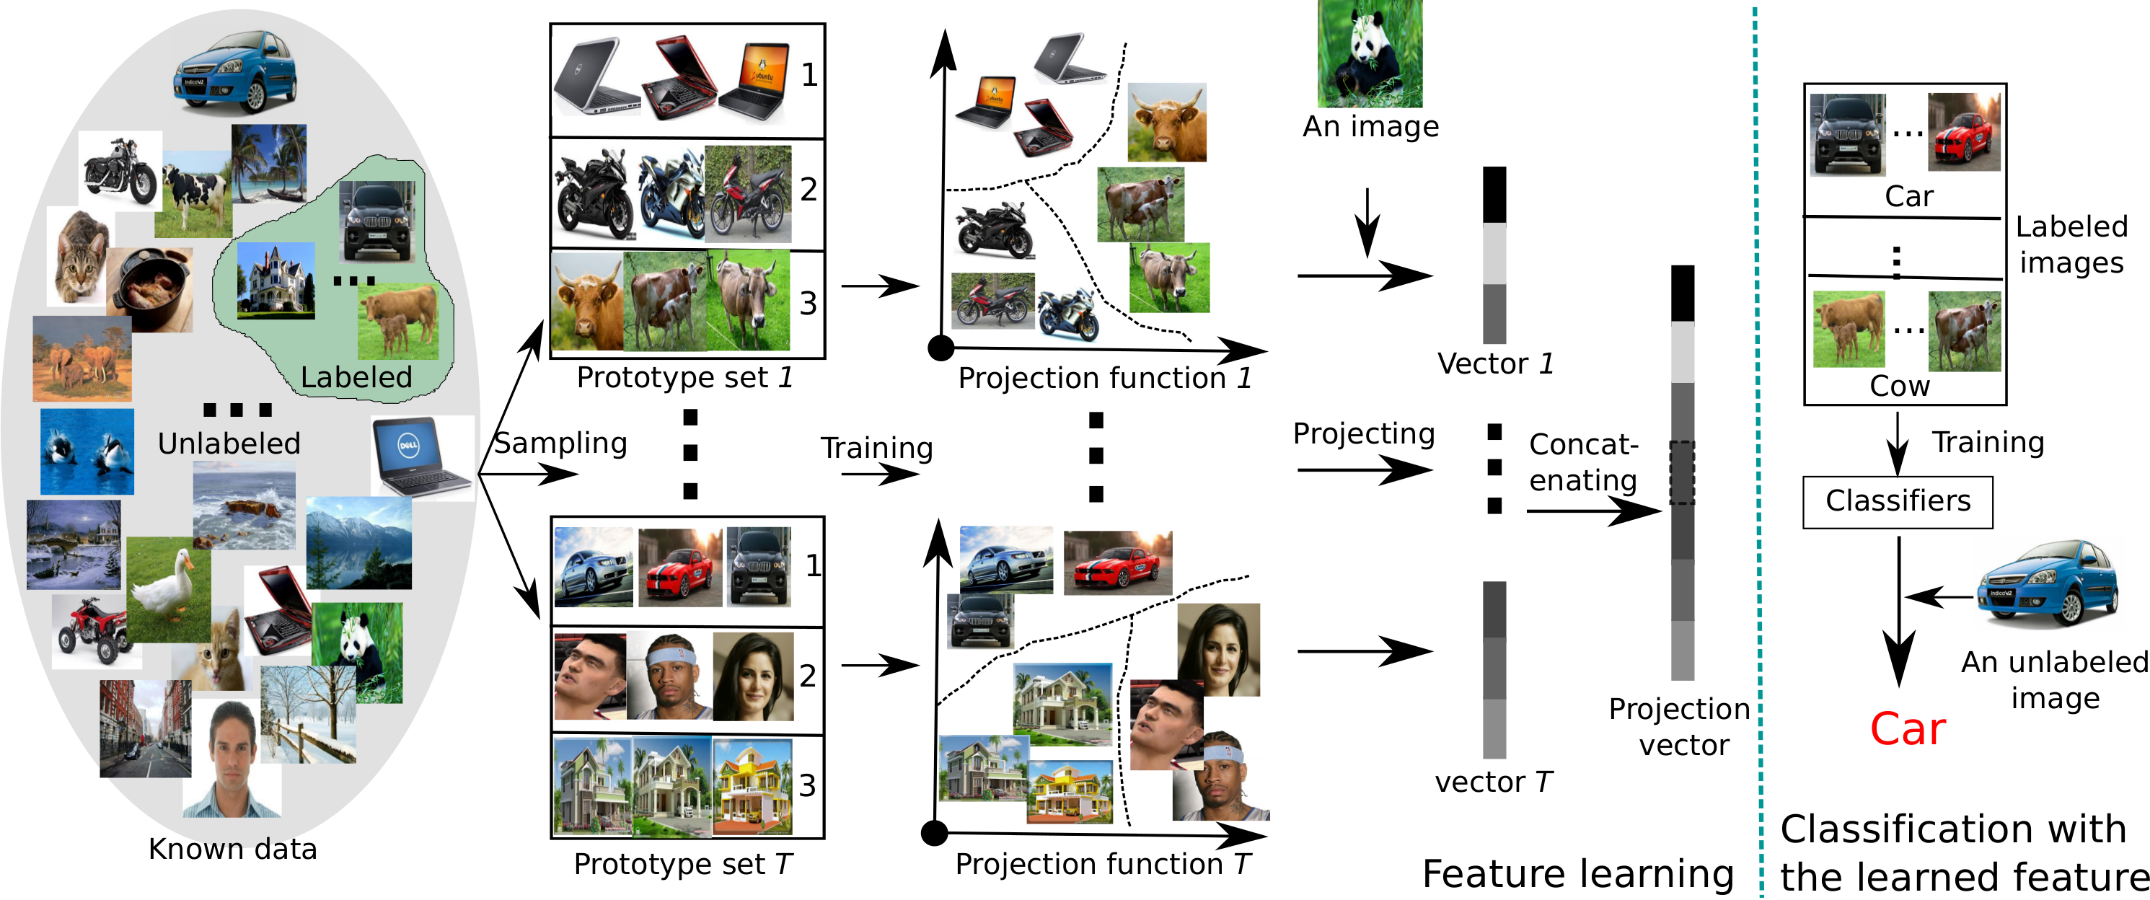 Labeled
Unlabeled
Known data
Sampling
1
2
3
Prototype set 1
1
2
3
Prototype set T
Training
Projection function 1
Projection function T
An image
Projecting
Vector 1
vector T
Concat-
enating
Projection
vector
Feature learning
Car
Cow
Labeled
images
Training
Classifiers
An unlabeled
image
Car
Classification with
the learned feature
DELL
ubuntu